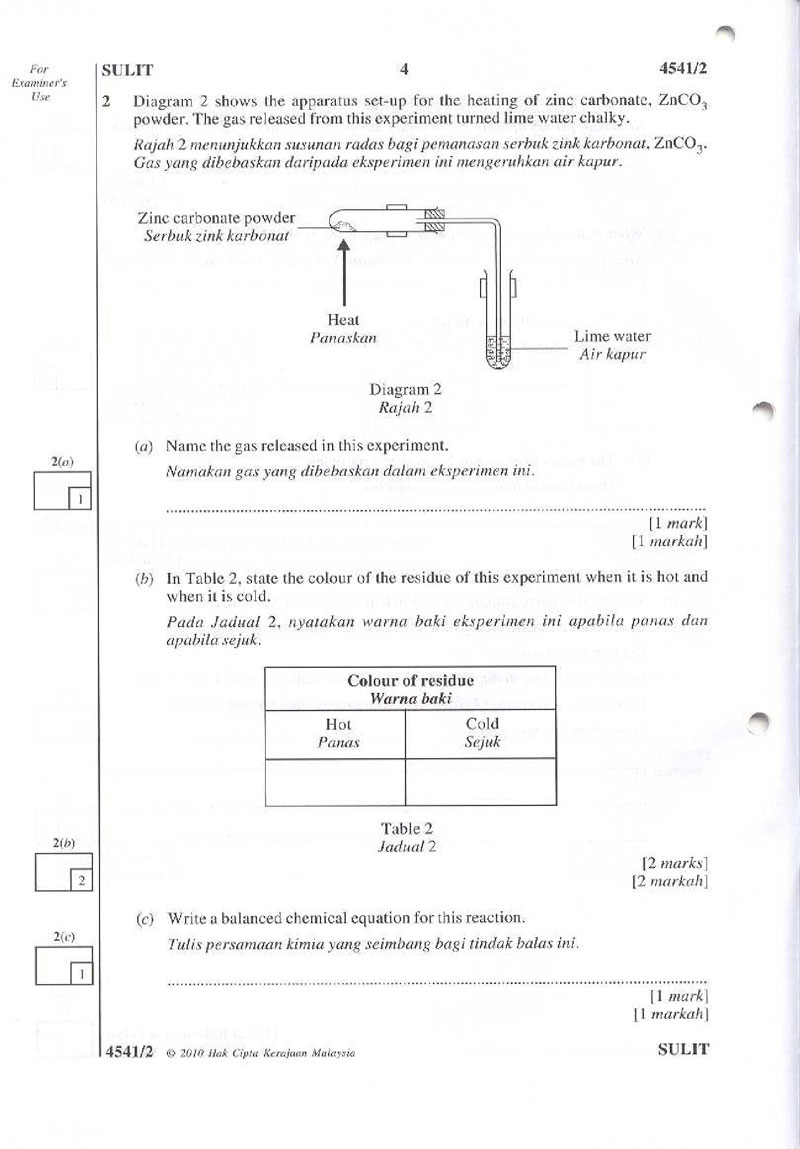 For
Examiner's
Use
SULIT 4 4541/2
2 Diagram 2 shows the apparatus set-up for the heating of zinc carbonate, ZnCO₃
powder. The gas released from this experiment turned lime water chalky.
Rajah 2 menunjukkan susunan radas bagi pemanasan serbuk zink karbonat, ZnCO₃.
Gas yang dibebaskan daripada eksperimen ini mengeruhkan air kapur.
Zinc carbonate powder
Serbuk zink karbonat
Heat
Panaskan
Lime water
Air kapur
Diagram 2
Rajah 2
(a) Name the gas released in this experiment.
Namakan gas yang dibebaskan dalam eksperimen ini.
2(a)
1
[1 mark]
[1 markah]
(b) In Table 2, state the colour of the residue of this experiment when it is hot and
when it is cold.
Pada Jadual 2, nyatakan warna baki eksperimen ini apabila panas dan
apabila sejuk.
Colour of residue
Warna baki
Hot Cold
Panas Sejuk
Table 2
Jadual 2
2(b)
2
[2 marks]
[2 markah]
(c) Write a balanced chemical equation for this reaction.
Tulis persamaan kimia yang seimbang bagi tindak balas ini.
2(c)
1
[1 mark]
[1 markah]
4541/2 © 2010 Hak Cipta Kerajaan Malaysia SULIT